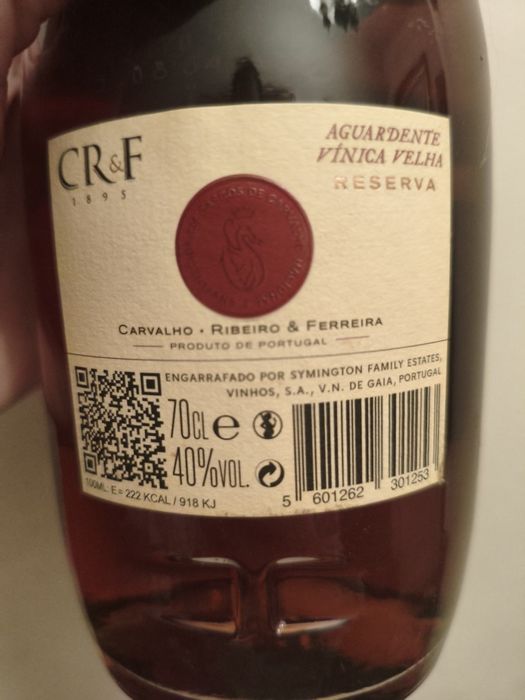 CR&F
1895
AGUARDENTE
VÍNICA VELHA
RESERVA
CARVALHO · RIBEIRO & FERREIRA
PRODUTO DE PORTUGAL
ENGARRAFADO POR SYMINGTON FAMILY ESTATES,
VINHOS, S.A., V.N. DE GAIA, PORTUGAL
70CL e
40%VOL.
100ML: E = 222 KCAL / 918 KJ
5 601262 301253